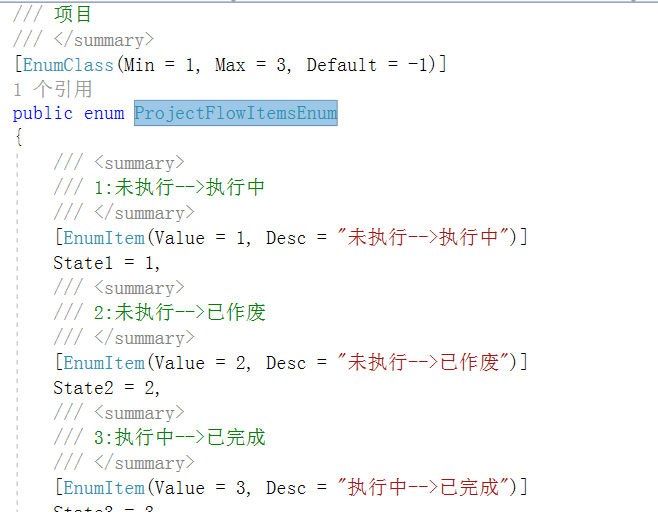 /// 项目
/// </summary>
[EnumClass(Min = 1, Max = 3, Default = -1)]
1 个引用
public enum ProjectFlowItemsEnum
{
/// <summary>
/// 1:未执行-->执行中
/// </summary>
[EnumItem(Value = 1, Desc = "未执行-->执行中")]
State1 = 1,
/// <summary>
/// 2:未执行-->已作废
/// </summary>
[EnumItem(Value = 2, Desc = "未执行-->已作废")]
State2 = 2,
/// <summary>
/// 3:执行中-->已完成
/// </summary>
[EnumItem(Value = 3, Desc = "执行中-->已完成")]
State3 = 3